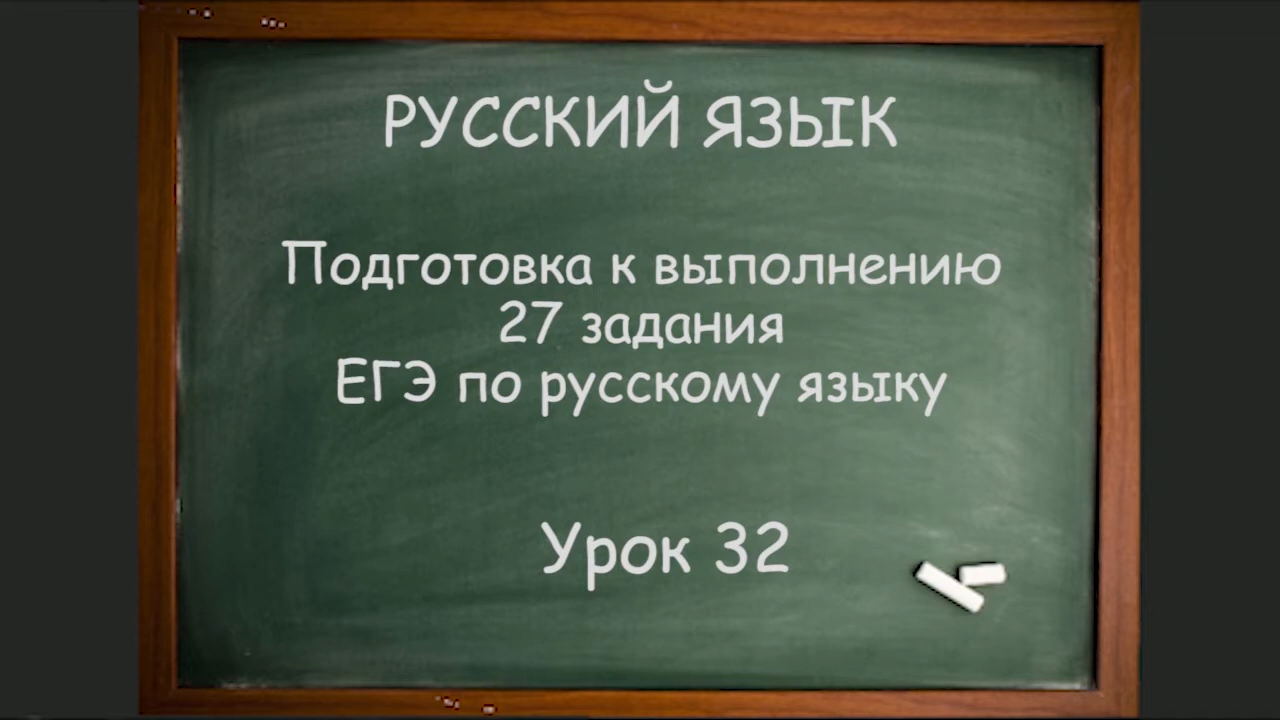 РУССКИЙ ЯЗЫК
Подготовка к выполнению
27 задания
ЕГЭ по русскому языку
Урок 32